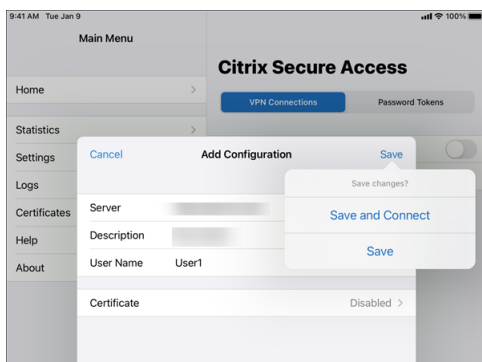 9:41 AM Tue Jan 9
100%
Main Menu
Citrix Secure Access
Home
VPN Connections
Password Tokens
Statistics
Settings
Logs
Certificates
Help
About
Cancel
Add Configuration
Save
Save changes?
Save and Connect
Save
Server
Description
User Name User1
Certificate Disabled